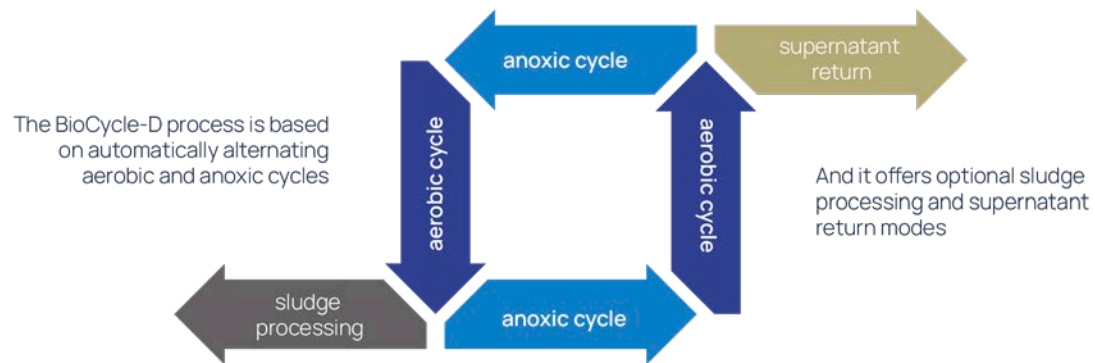 anoxic cycle
supernatant
return
The BioCycle-D process is based
on automatically alternating
aerobic and anoxic cycles
aerobic cycle
aerobic cycle
And it offers optional sludge
processing and supernatant
return modes
sludge
processing
anoxic cycle